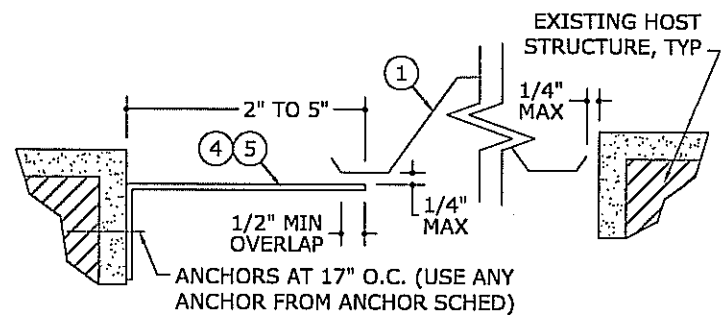 EXISTING HOST
STRUCTURE, TYP
1
1/4"
MAX
2" TO 5"
4 5
1/2" MIN
OVERLAP
1/4"
MAX
ANCHORS AT 17" O.C. (USE ANY
ANCHOR FROM ANCHOR SCHED)